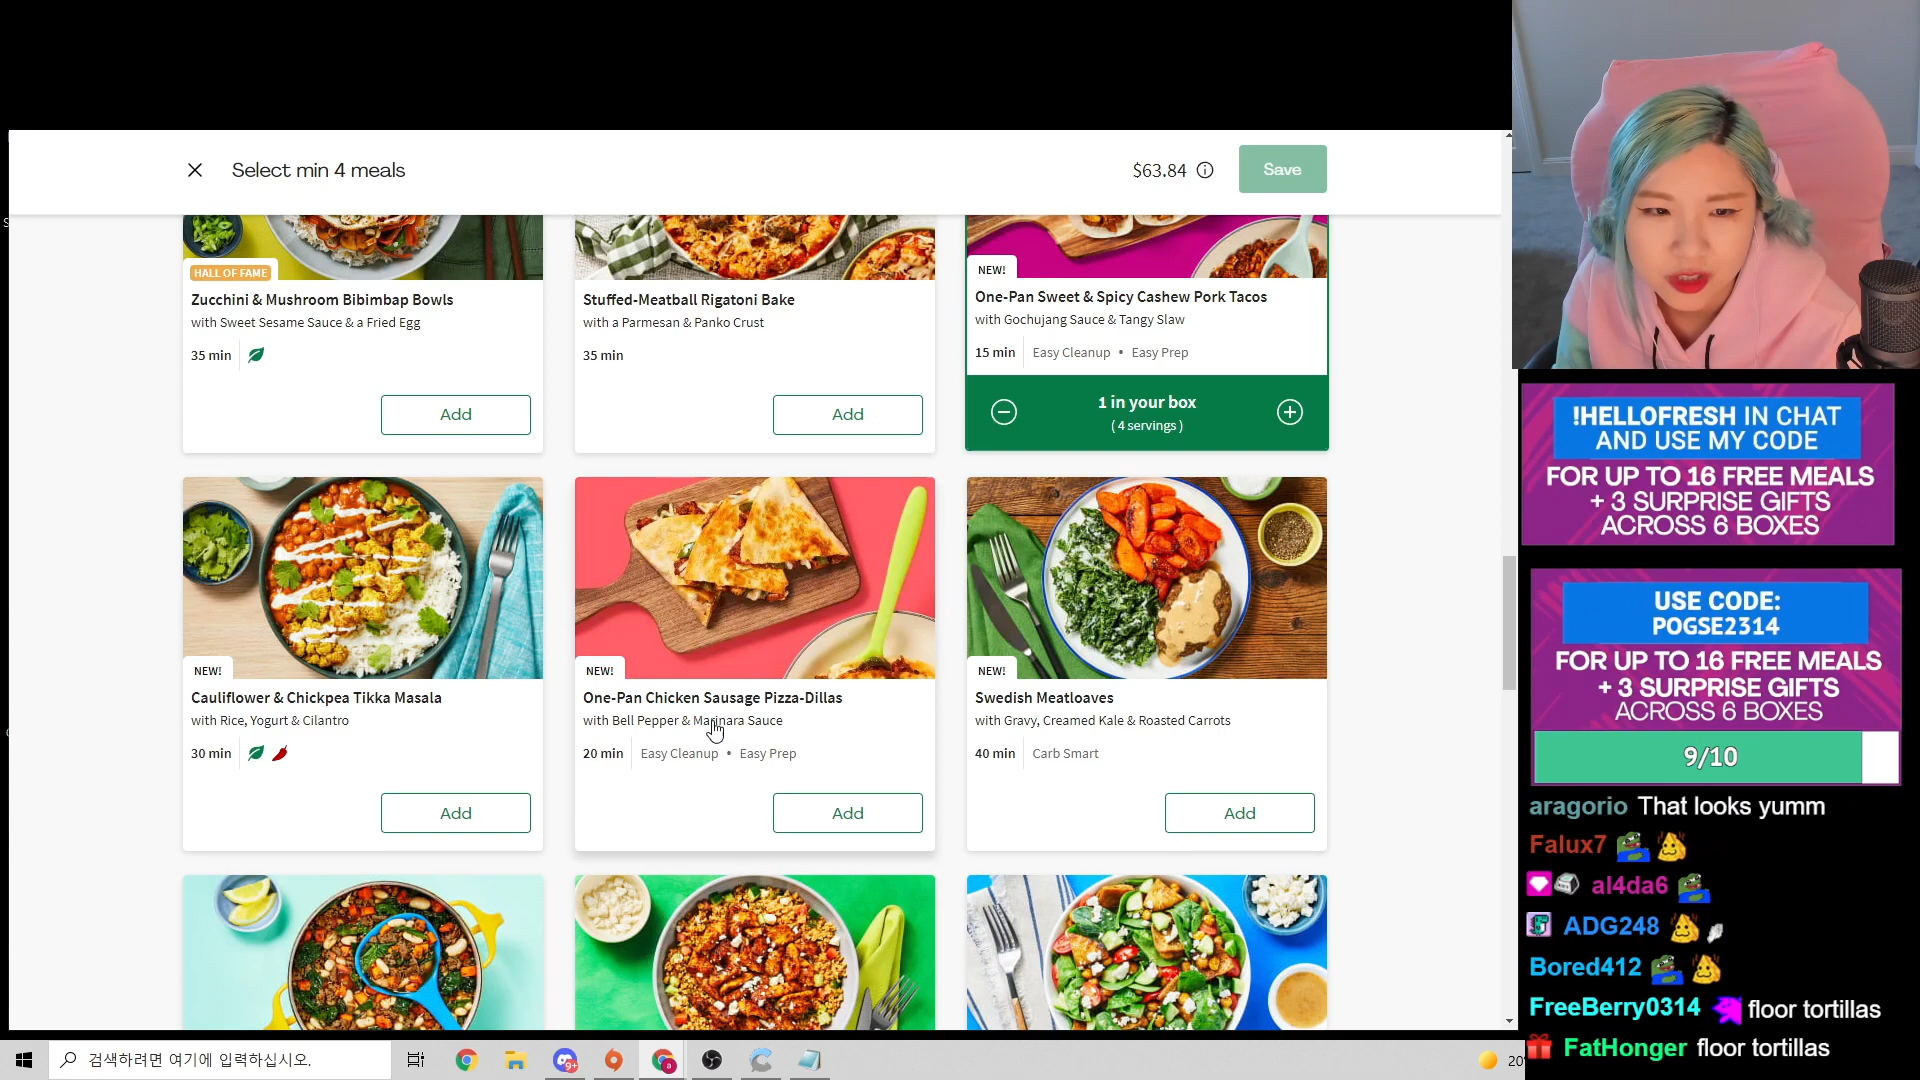 Select min 4 meals
$63.84
Save
HALL OF FAME
Zucchini & Mushroom Bibimbap Bowls
with Sweet Sesame Sauce & a Fried Egg
35 min
Add
Stuffed-Meatball Rigatoni Bake
with a Parmesan & Panko Crust
35 min
Add
NEW!
One-Pan Sweet & Spicy Cashew Pork Tacos
with Gochujang Sauce & Tangy Slaw
15 min Easy Cleanup • Easy Prep
1 in your box
( 4 servings )
NEW!
Cauliflower & Chickpea Tikka Masala
with Rice, Yogurt & Cilantro
30 min
Add
NEW!
One-Pan Chicken Sausage Pizza-Dillas
with Bell Pepper & Marinara Sauce
20 min Easy Cleanup • Easy Prep
Add
NEW!
Swedish Meatloaves
with Gravy, Creamed Kale & Roasted Carrots
40 min Carb Smart
Add
!HELLOFRESH IN CHAT
AND USE MY CODE
FOR UP TO 16 FREE MEALS
+ 3 SURPRISE GIFTS
ACROSS 6 BOXES
USE CODE:
POGSE2314
FOR UP TO 16 FREE MEALS
+ 3 SURPRISE GIFTS
ACROSS 6 BOXES
9/10
aragorio That looks yumm
Falux7
al4da6
ADG248
Bored412
FreeBerry0314 floor tortillas
FatHonger floor tortillas
검색하려면 여기에 입력하십시오.
9+
20